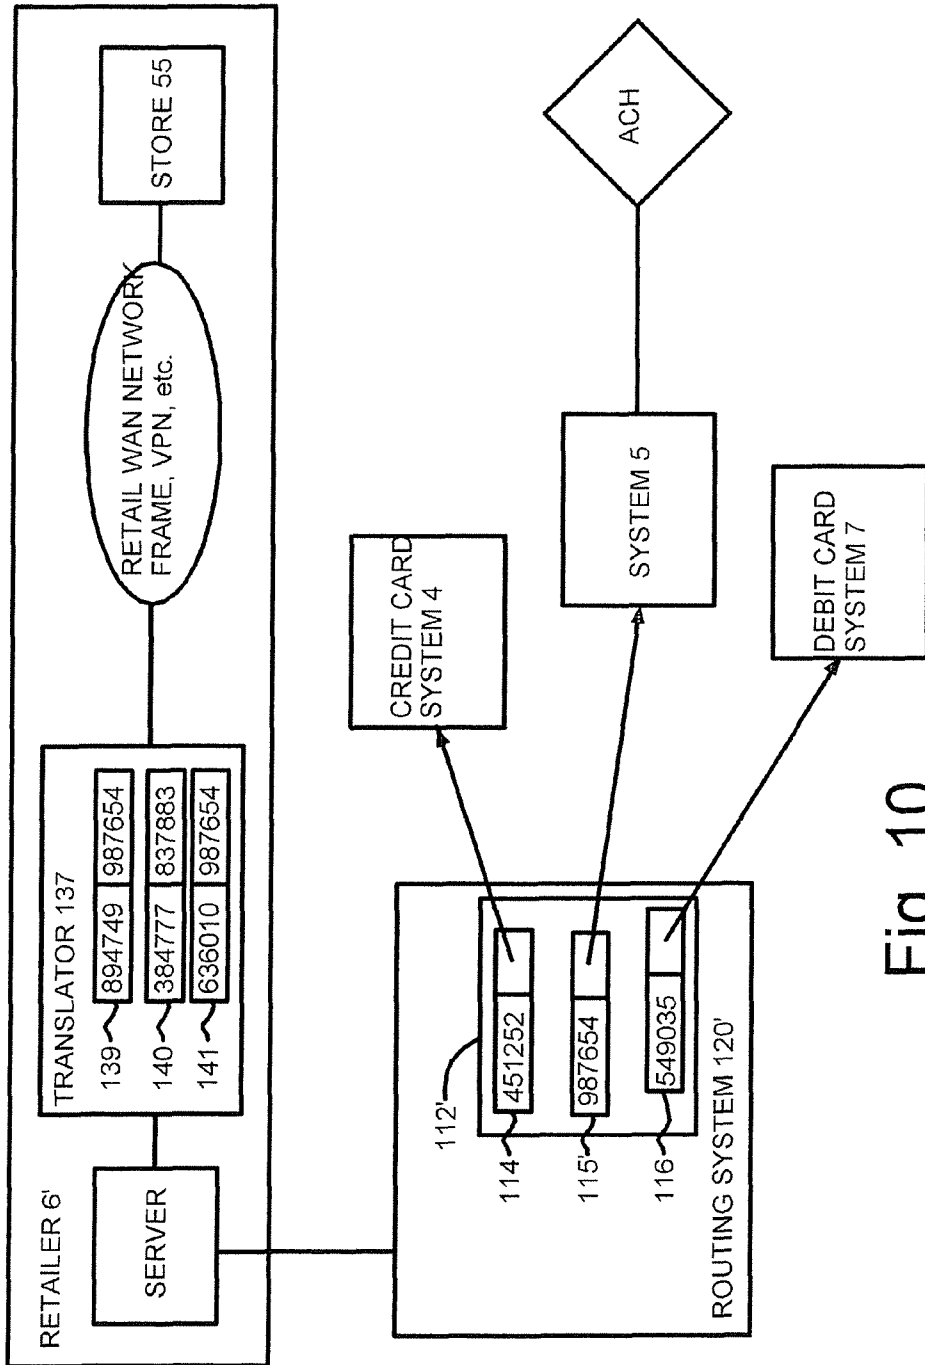 RETAILER 6'
SERVER
TRANSLATOR 137
139
894749 987654
140
384777 837883
141
636010 987654
RETAIL WAN NETWORK
FRAME, VPN, etc.
STORE 55
112'
114
451252
115'
987654
116
549035
ROUTING SYSTEM 120'
CREDIT CARD
SYSTEM 4
SYSTEM 5
ACH
DEBIT CARD
SYSTEM 7
Fig. 10